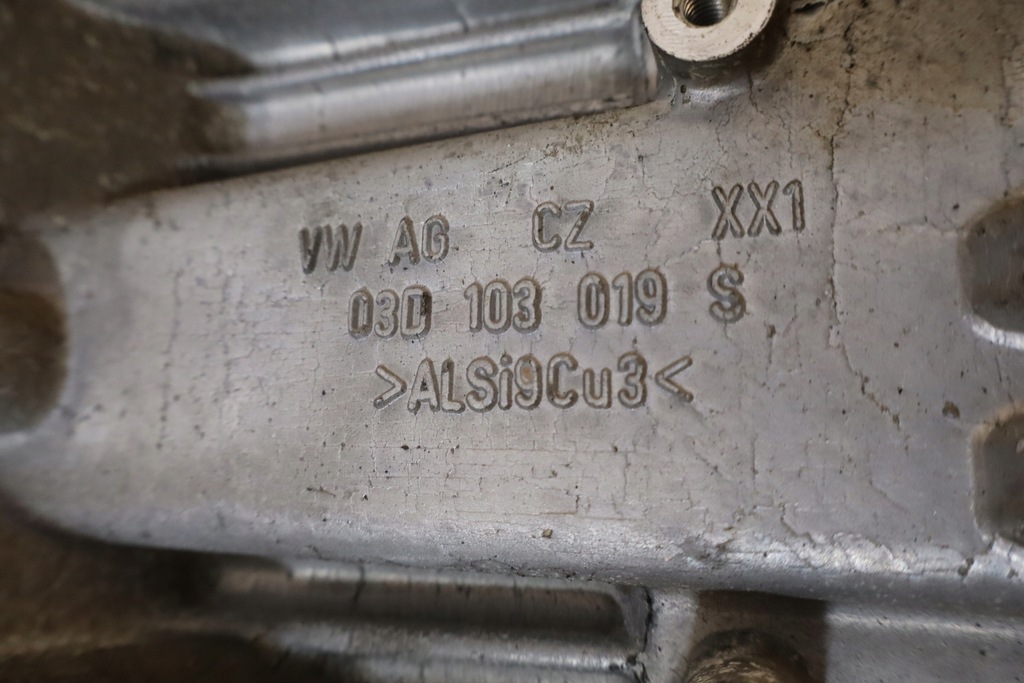 VW AG CZ XX1
03D 103 019 S
>ALSi9Cu3<